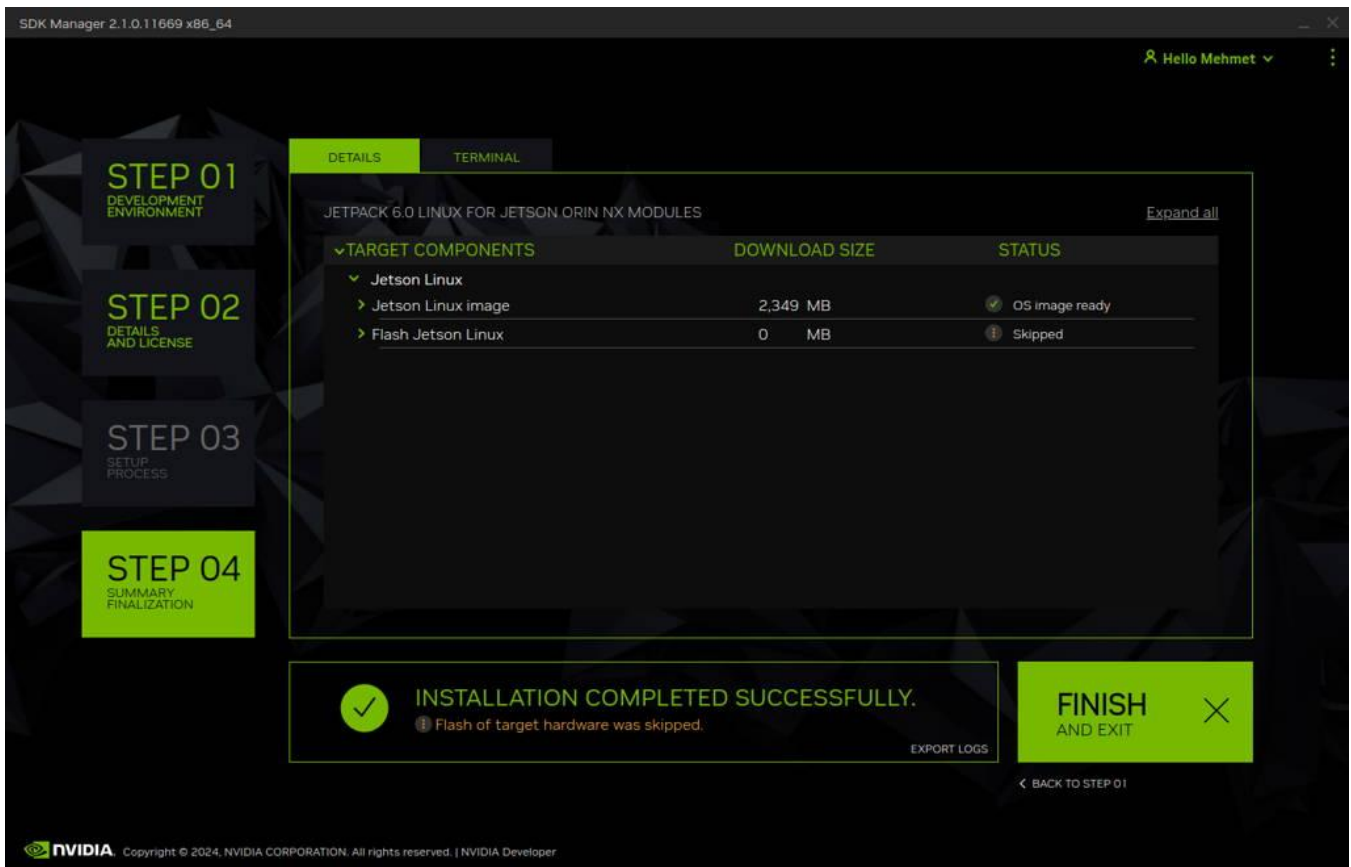 SDK Manager 2.1.0.11669 x86_64
Hello Mehmet
STEP 01
DEVELOPMENT
ENVIRONMENT
STEP 02
DETAILS
AND LICENSE
STEP 03
SETUP
PROCESS
STEP 04
SUMMARY
FINALIZATION
DETAILS TERMINAL
JETPACK 6.0 LINUX FOR JETSON ORIN NX MODULES Expand all
TARGET COMPONENTS DOWNLOAD SIZE STATUS
Jetson Linux
Jetson Linux image 2,349 MB OS image ready
Flash Jetson Linux 0 MB Skipped
INSTALLATION COMPLETED SUCCESSFULLY.
Flash of target hardware was skipped.
EXPORT LOGS
FINISH
AND EXIT
BACK TO STEP 01
NVIDIA. Copyright © 2024, NVIDIA CORPORATION. All rights reserved. | NVIDIA Developer